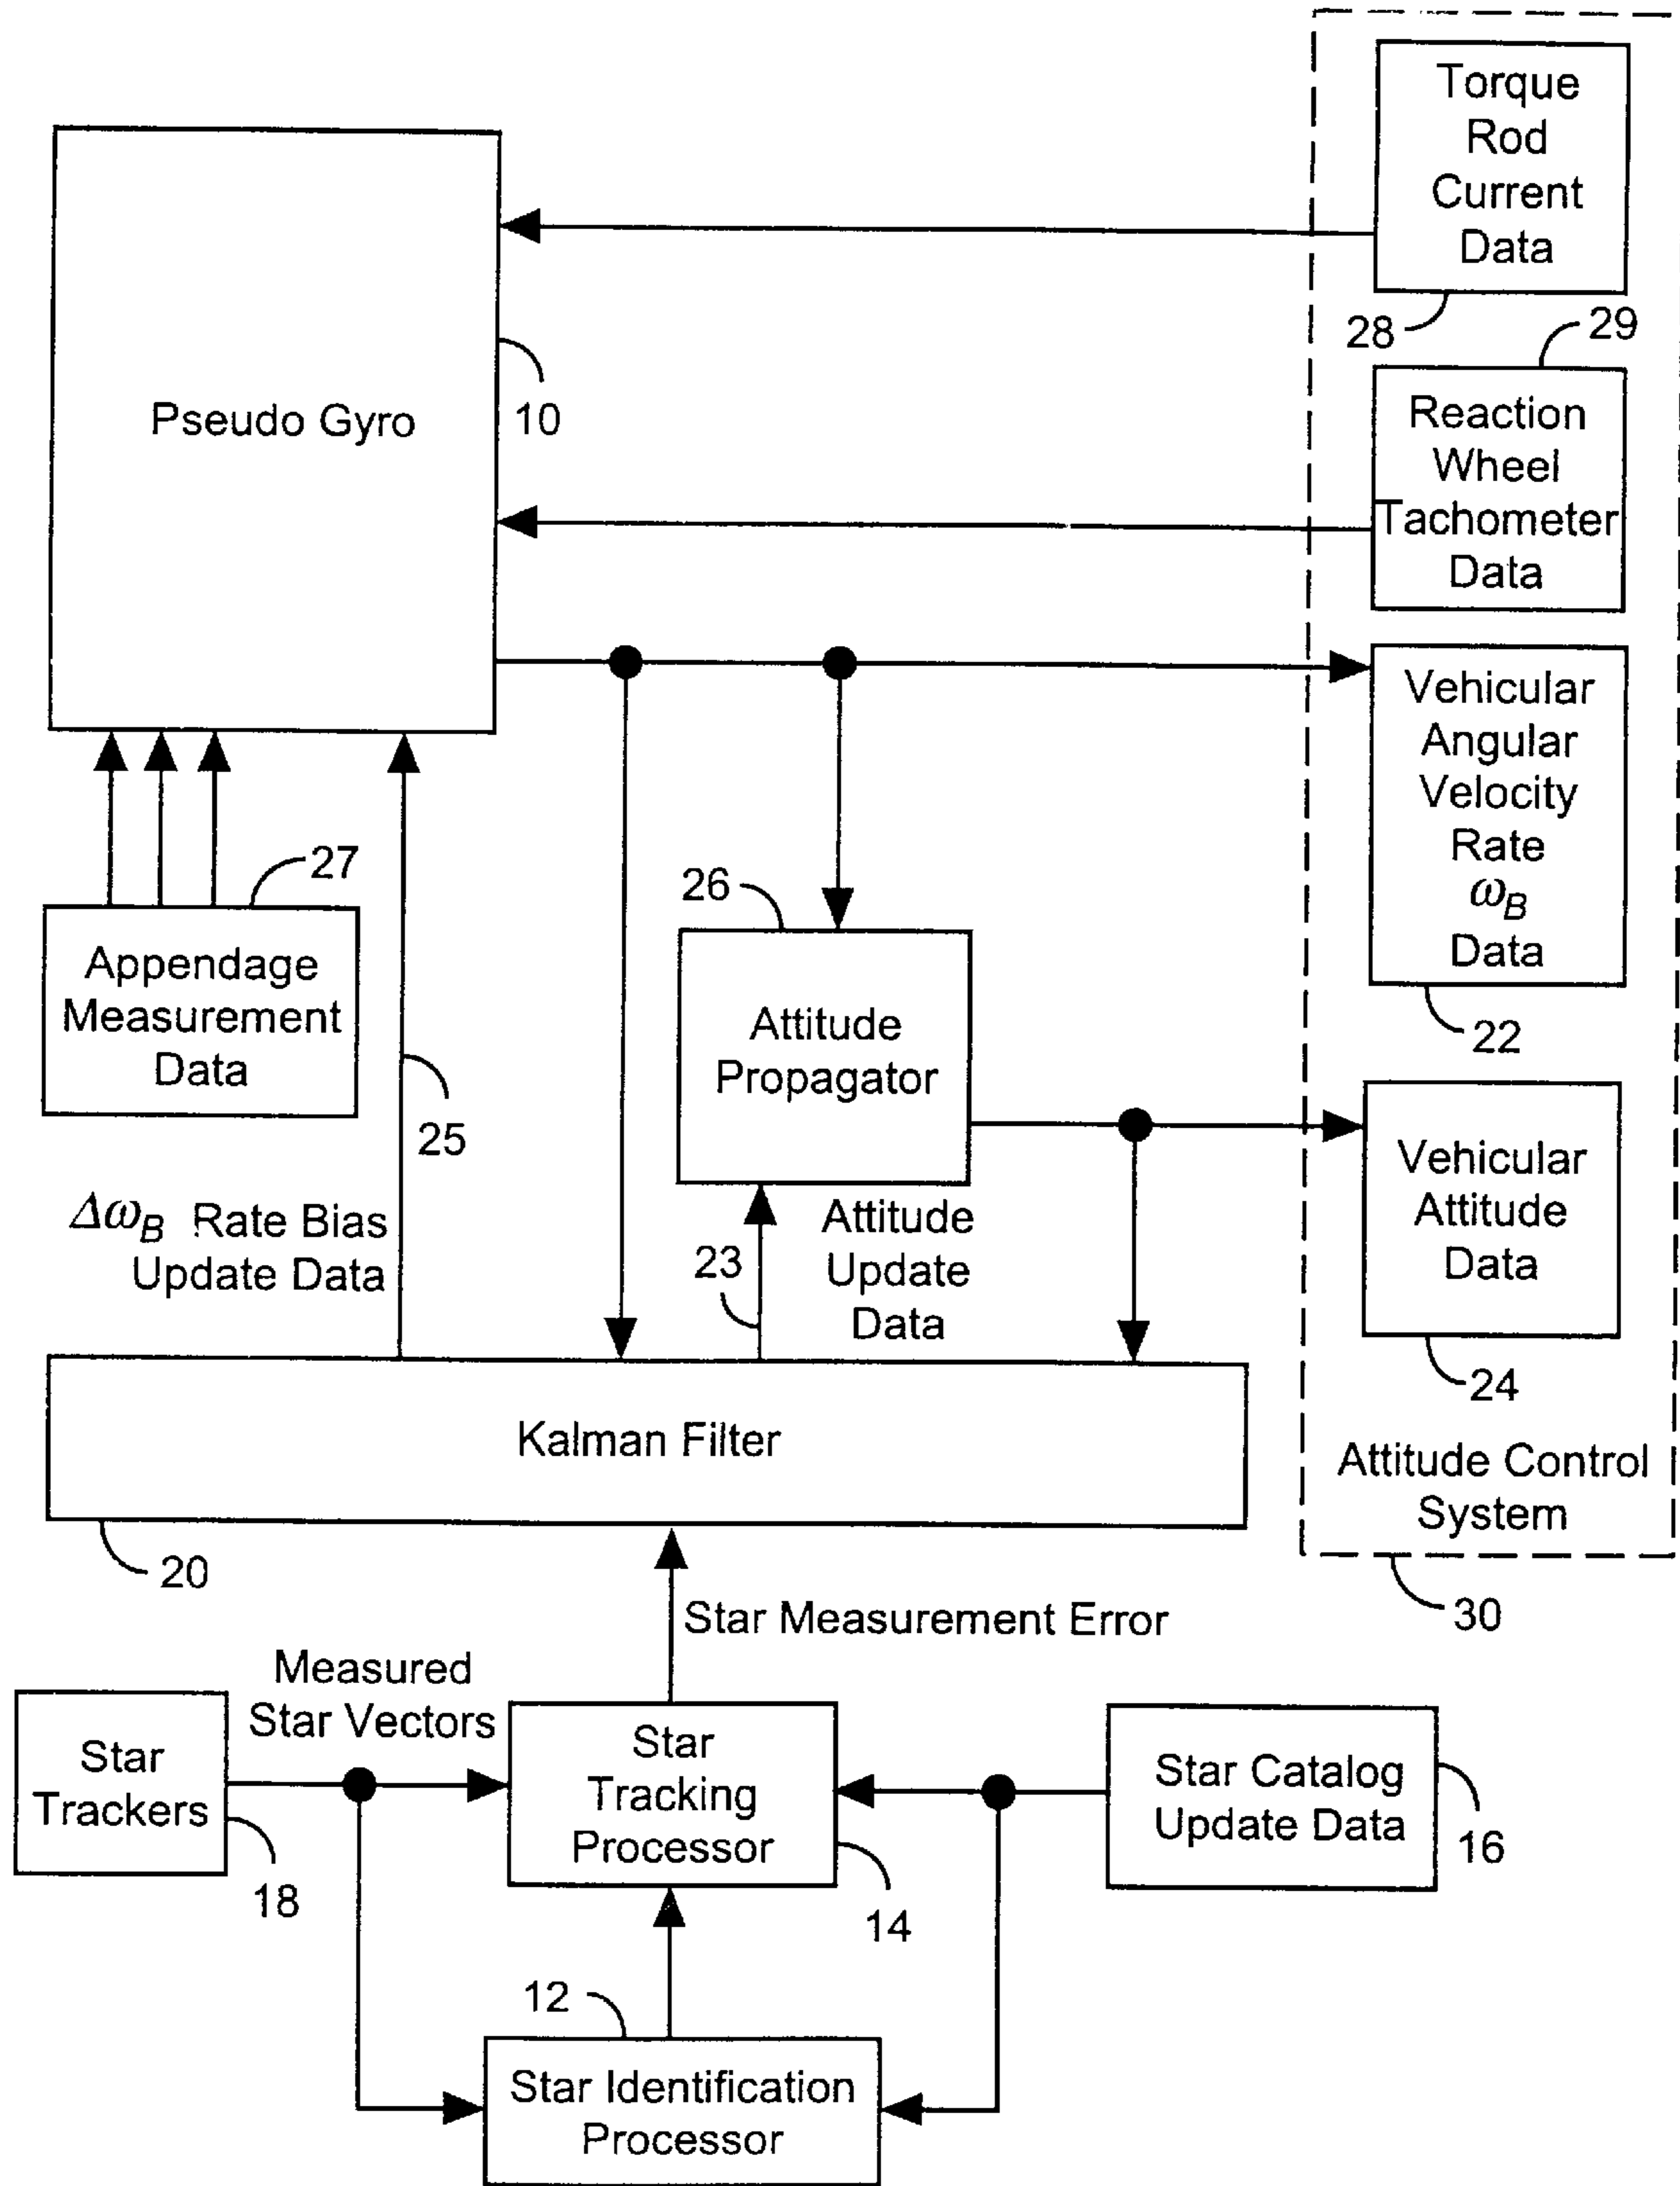 Torque
Rod
Current
Data
28
29
Pseudo Gyro
10
Reaction
Wheel
Tachometer
Data
Vehicular
Angular
Velocity
Rate
ωB
Data
22
27
Appendage
Measurement
Data
25
26
Attitude
Propagator
Vehicular
Attitude
Data
24
ΔωB Rate Bias
Update Data
23
Attitude
Update
Data
Kalman Filter
20
Attitude Control
System
30
Star Measurement Error
Measured
Star Vectors
Star
Trackers
18
Star
Tracking
Processor
14
Star Catalog
Update Data
16
12
Star Identification
Processor